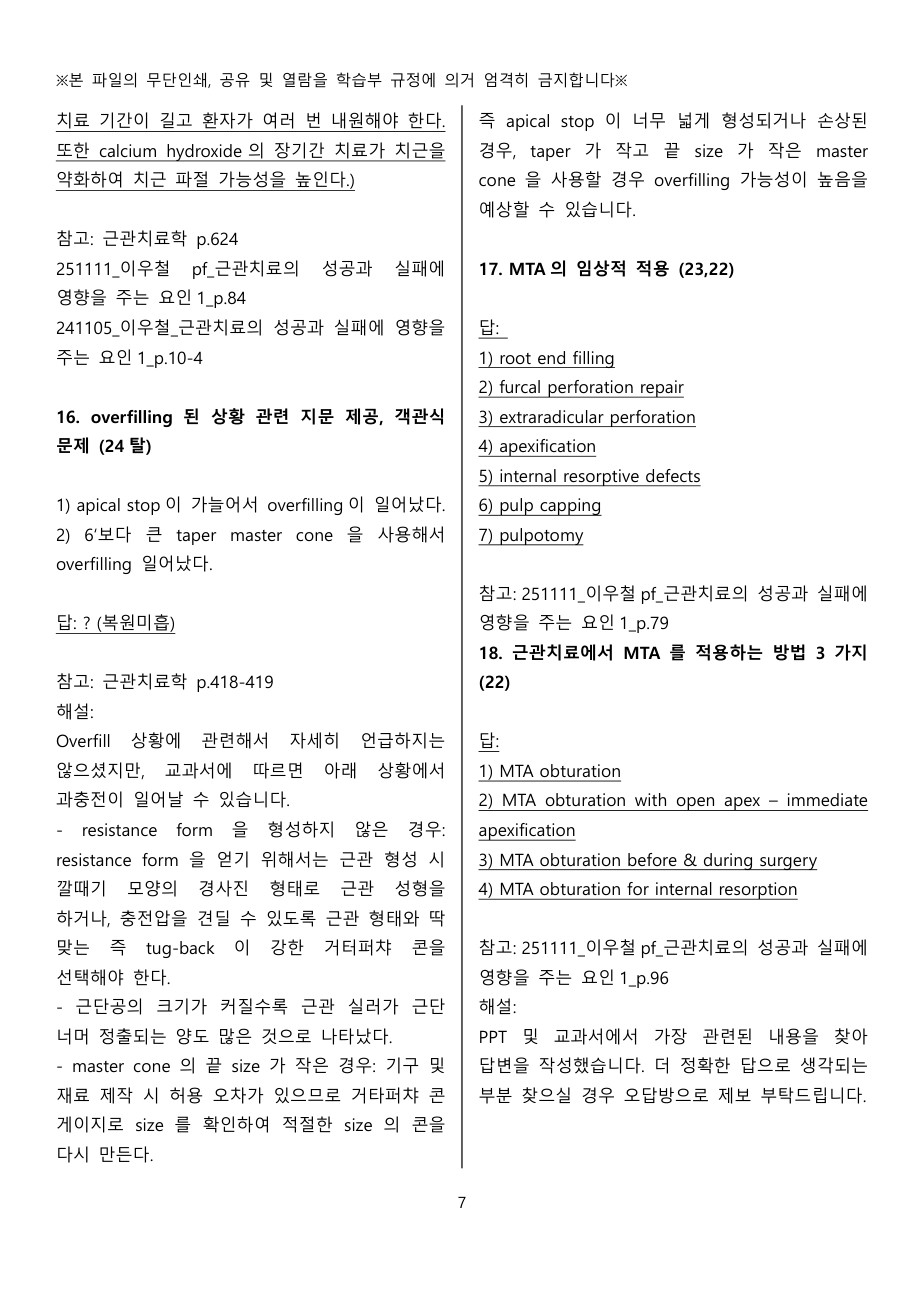 ※본 파일의 무단인쇄, 공유 및 열람을 학습부 규정에 의거 엄격히 금지합니다※
치료 기간이 길고 환자가 여러 번 내원해야 한다.
또한 calcium hydroxide 의 장기간 치료가 치근을
약화하여 치근 파절 가능성을 높인다.)
참고: 근관치료학 p.624
251111_이우철 pf_근관치료의 성공과 실패에
영향을 주는 요인 1_p.84
241105_이우철_근관치료의 성공과 실패에 영향을
주는 요인 1_p.10-4
16. overfilling 된 상황 관련 지문 제공, 객관식
문제 (24 탈)
1) apical stop 이 가늘어서 overfilling 이 일어났다.
2) 6’보다 큰 taper master cone 을 사용해서
overfilling 일어났다.
답: ? (복원미흡)
참고: 근관치료학 p.418-419
해설:
Overfill 상황에 관련해서 자세히 언급하지는
않으셨지만, 교과서에 따르면 아래 상황에서
과충전이 일어날 수 있습니다.
- resistance form 을 형성하지 않은 경우:
resistance form 을 얻기 위해서는 근관 형성 시
깔때기 모양의 경사진 형태로 근관 성형을
하거나, 충전압을 견딜 수 있도록 근관 형태와 딱
맞는 즉 tug-back 이 강한 거터퍼챠 콘을
선택해야 한다.
- 근단공의 크기가 커질수록 근관 실러가 근단
너머 정출되는 양도 많은 것으로 나타났다.
- master cone 의 끝 size 가 작은 경우: 기구 및
재료 제작 시 허용 오차가 있으므로 거타퍼챠 콘
게이지로 size 를 확인하여 적절한 size 의 콘을
다시 만든다.
즉 apical stop 이 너무 넓게 형성되거나 손상된
경우, taper 가 작고 끝 size 가 작은 master
cone 을 사용할 경우 overfilling 가능성이 높음을
예상할 수 있습니다.
17. MTA 의 임상적 적용 (23,22)
답:
1) root end filling
2) furcal perforation repair
3) extraradicular perforation
4) apexification
5) internal resorptive defects
6) pulp capping
7) pulpotomy
참고: 251111_이우철 pf_근관치료의 성공과 실패에
영향을 주는 요인 1_p.79
18. 근관치료에서 MTA 를 적용하는 방법 3 가지
(22)
답:
1) MTA obturation
2) MTA obturation with open apex – immediate
apexification
3) MTA obturation before & during surgery
4) MTA obturation for internal resorption
참고: 251111_이우철 pf_근관치료의 성공과 실패에
영향을 주는 요인 1_p.96
해설:
PPT 및 교과서에서 가장 관련된 내용을 찾아
답변을 작성했습니다. 더 정확한 답으로 생각되는
부분 찾으실 경우 오답방으로 제보 부탁드립니다.
7